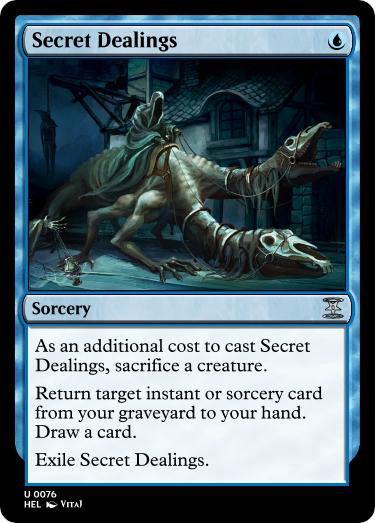 Secret Dealings
Sorcery
As an additional cost to cast Secret
Dealings, sacrifice a creature.
Return target instant or sorcery card
from your graveyard to your hand.
Draw a card.
Exile Secret Dealings.
U 0076
HEL VITAJ